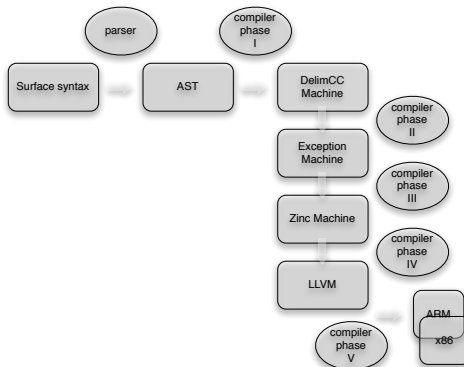 parser
compiler
phase
I
Surface syntax
AST
DelimCC
Machine
compiler
phase
II
Exception
Machine
compiler
phase
III
Zinc Machine
compiler
phase
IV
LLVM
ARM
compiler
phase
V
x86